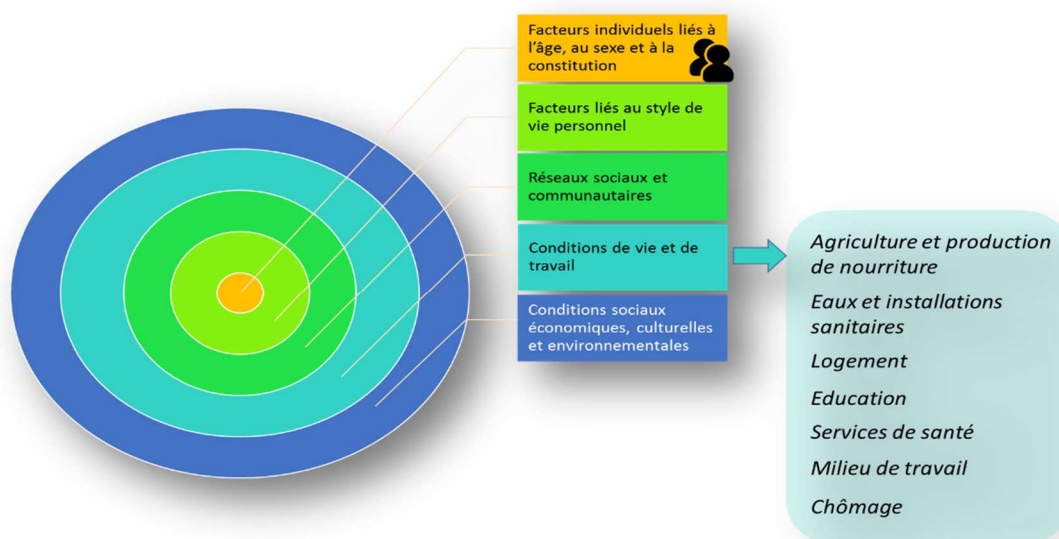 Facteurs individuels liés à
l'âge, au sexe et à la
constitution
Facteurs liés au style de
vie personnel
Réseaux sociaux et
communautaires
Conditions de vie et de
travail
Conditions sociaux
économiques, culturelles
et environnementales
Agriculture et production
de nourriture
Eaux et installations
sanitaires
Logement
Education
Services de santé
Milieu de travail
Chômage